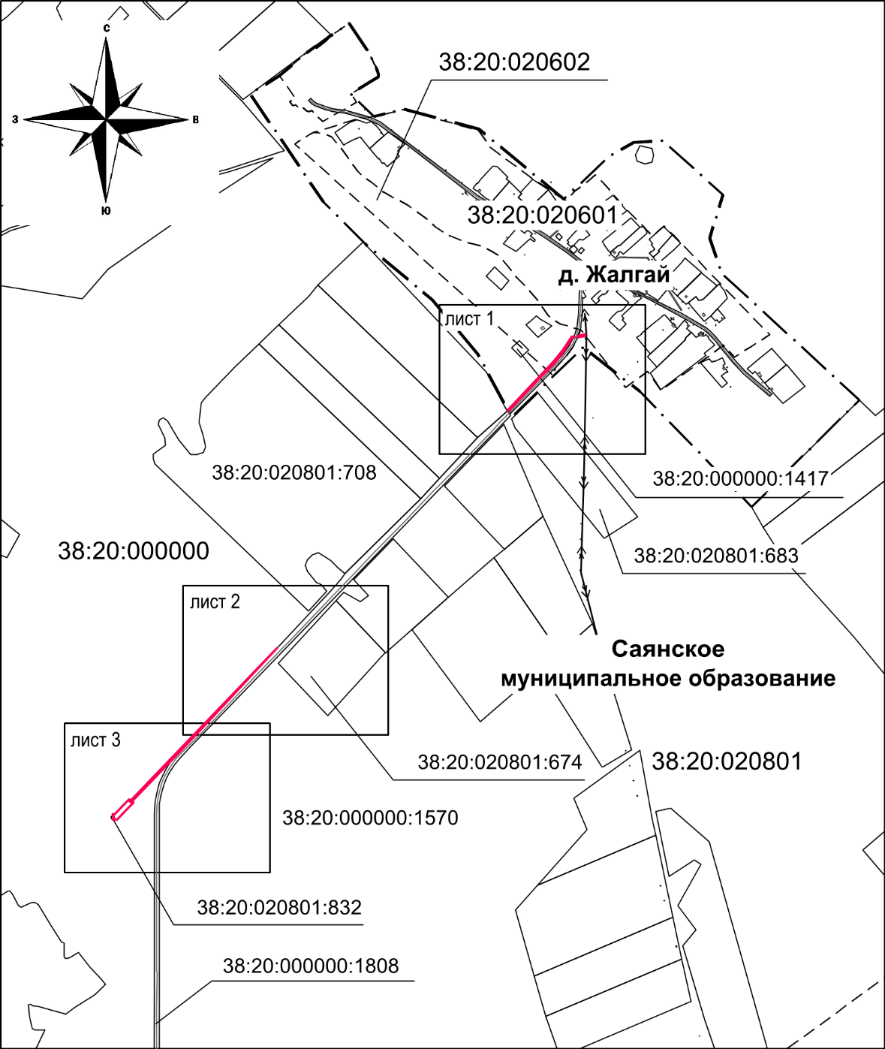 с
з
в
ю
38:20:020602
38:20:020601
д. Жалгай
лист 1
38:20:020801:708
38:20:000000:1417
38:20:000000
38:20:020801:683
лист 2
Саянское
муниципальное образование
лист 3
38:20:020801:674
38:20:020801
38:20:000000:1570
38:20:020801:832
38:20:000000:1808